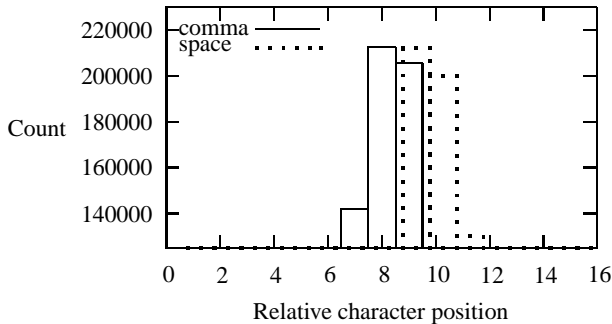 220000
comma
space
200000
180000
Count
160000
140000
0 2 4 6 8 10 12 14 16
Relative character position